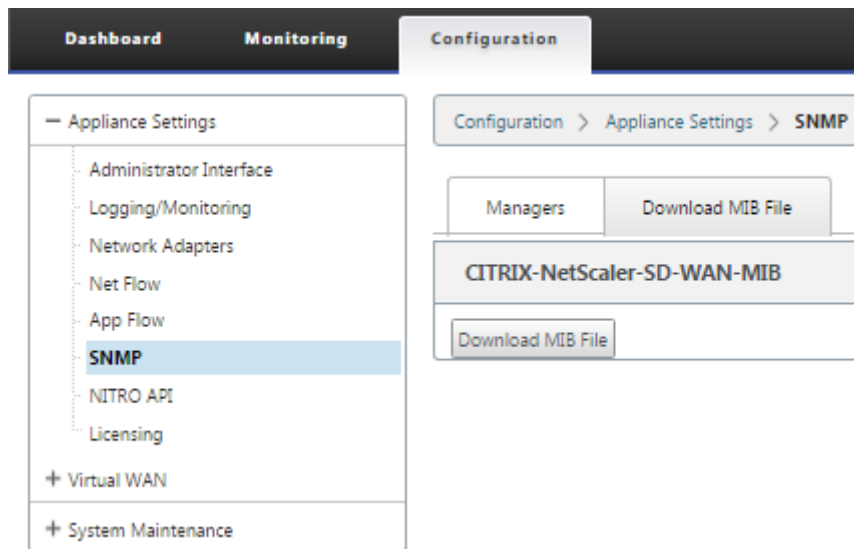 Dashboard Monitoring Configuration
Appliance Settings
Administrator Interface
Logging/Monitoring
Network Adapters
Net Flow
App Flow
SNMP
NITRO API
Licensing
Virtual WAN
System Maintenance
Configuration > Appliance Settings > SNMP
Managers Download MIB File
CITRIX-NetScaler-SD-WAN-MIB
Download MIB File